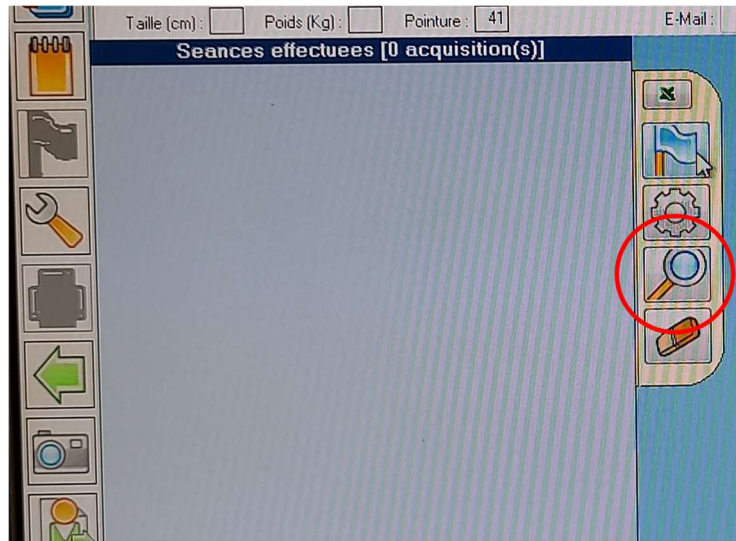 Taille (cm) : Poids (Kg) : Pointure : 41 E-Mail :
Seances effectuees [0 acquisition(s)]